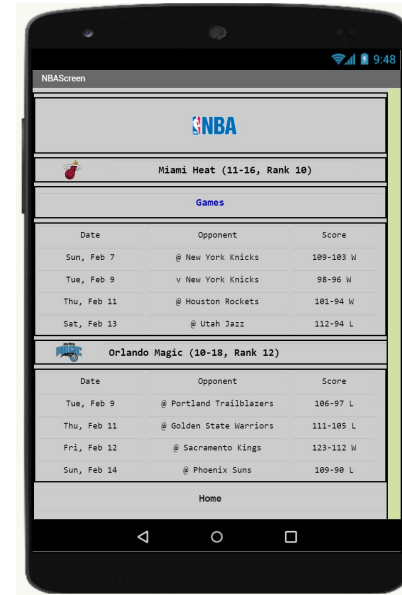 9:48
NBAScreen
NBA
Miami Heat (11-16, Rank 10)
Games
Date Opponent Score
Sun, Feb 7 @ New York Knicks 109-103 W
Tue, Feb 9 v New York Knicks 98-96 W
Thu, Feb 11 @ Houston Rockets 101-94 W
Sat, Feb 13 @ Utah Jazz 112-94 L
Orlando Magic (10-18, Rank 12)
Date Opponent Score
Tue, Feb 9 @ Portland Trailblazers 106-97 L
Thu, Feb 11 @ Golden State Warriors 111-105 L
Fri, Feb 12 @ Sacramento Kings 123-112 W
Sun, Feb 14 @ Phoenix Suns 109-90 L
Home